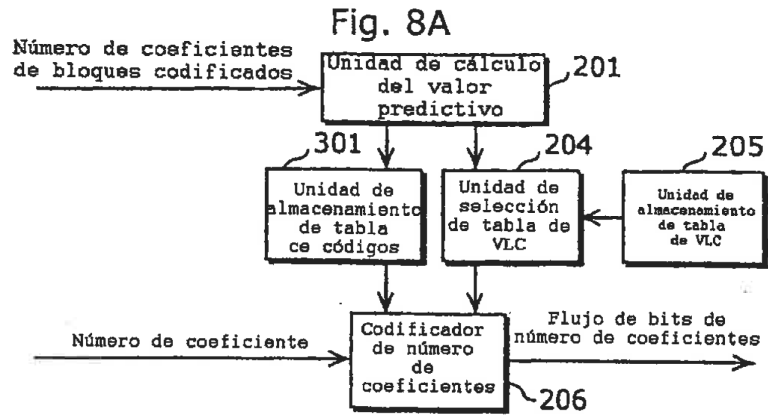 Fig. 8A
Número de coeficientes
de bloques codificados
Unidad de cálculo
del valor
predictivo
201
301
204
205
Unidad de
almacenamiento
de tabla
ce códigos
Unidad de
selección
de tabla de
VLC
Unidad de
almacenamiento
de tabla
de VLC
Número de coeficiente
Codificador
de número
de
coeficientes
206
Flujo de bits de
número de coeficientes